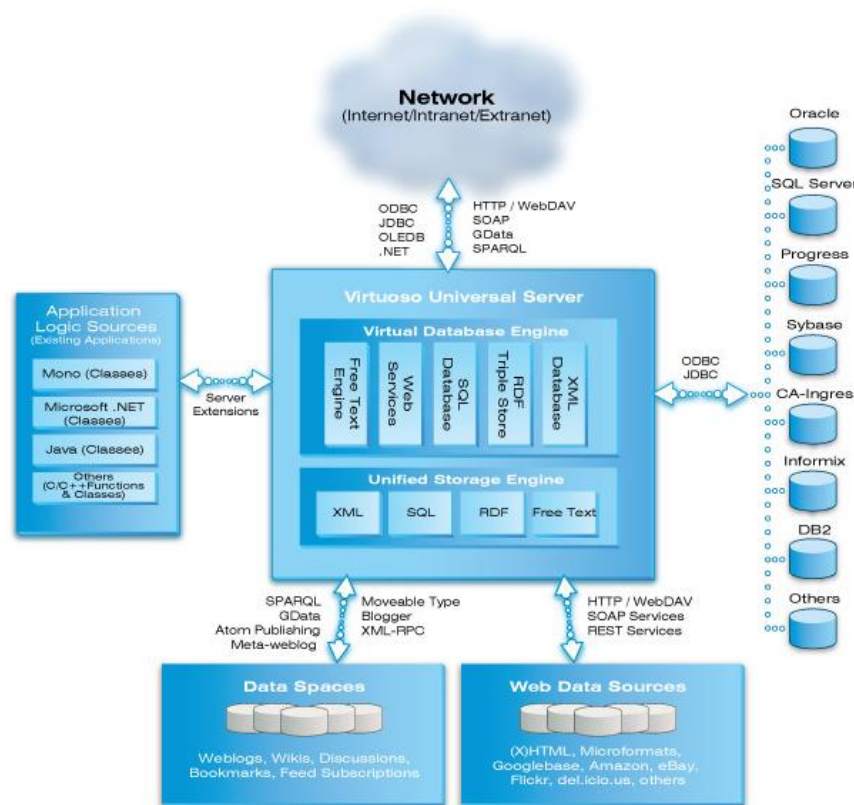 Network
(Internet/Intranet/Extranet)
ODBC
JDBC
OLEDB
.NET
HTTP / WebDAV
SOAP
GData
SPARQL
Oracle
SQL Server
Progress
Sybase
CA-Ingres
Informix
DB2
Others
Application
Logic Sources
(Existing Applications)
Mono (Classes)
Microsoft .NET
(Classes)
Java (Classes)
Others
(C/C++Functions
& Classes)
Server
Extensions
Virtuoso Universal Server
Virtual Database Engine
Free Text
Engine
Web
Services
SQL
Database
RDF
Triple Store
XML
Database
Unified Storage Engine
XML
SQL
RDF
Free Text
ODBC
JDBC
SPARQL
GData
Atom Publishing
Meta-weblog
Moveable Type
Blogger
XML-RPC
HTTP / WebDAV
SOAP Services
REST Services
Data Spaces
Weblogs, Wikis, Discussions,
Bookmarks, Feed Subscriptions
Web Data Sources
(X)HTML, Microformats,
Googlebase, Amazon, eBay,
Flickr, del.icio.us, others